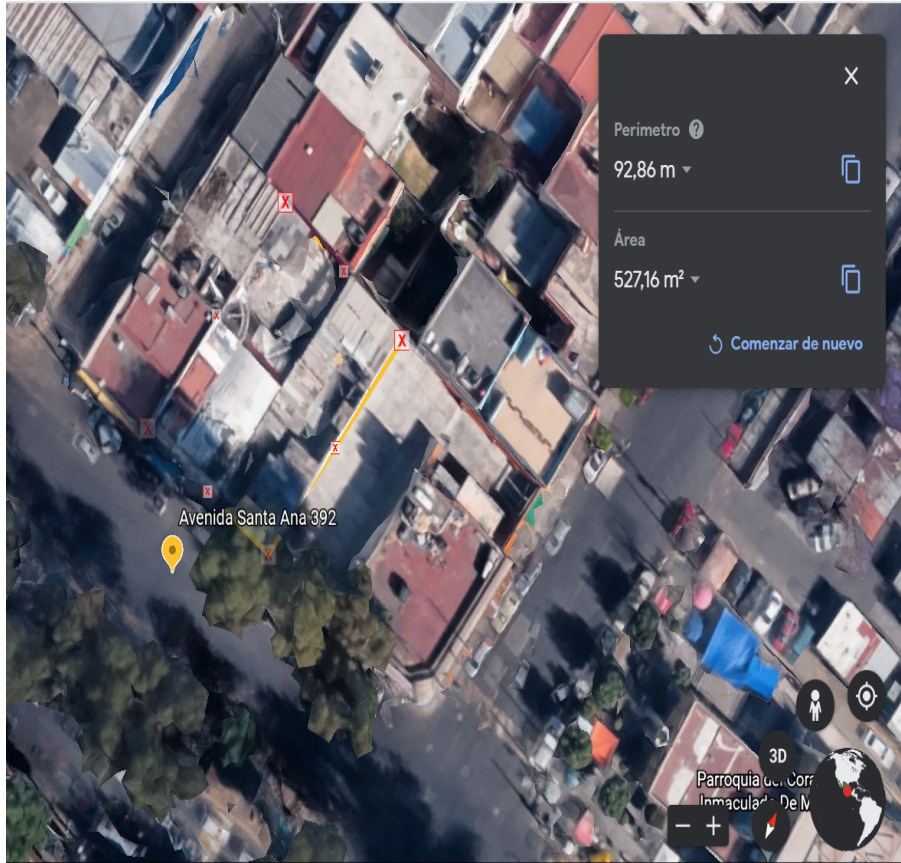 Perímetro ?
92,86 m
Área
527,16 m²
Comenzar de nuevo
X
X
X
X
X
X
X
X
Avenida Santa Ana 392
3D
Parroquia del Cora
Inmaculado De M